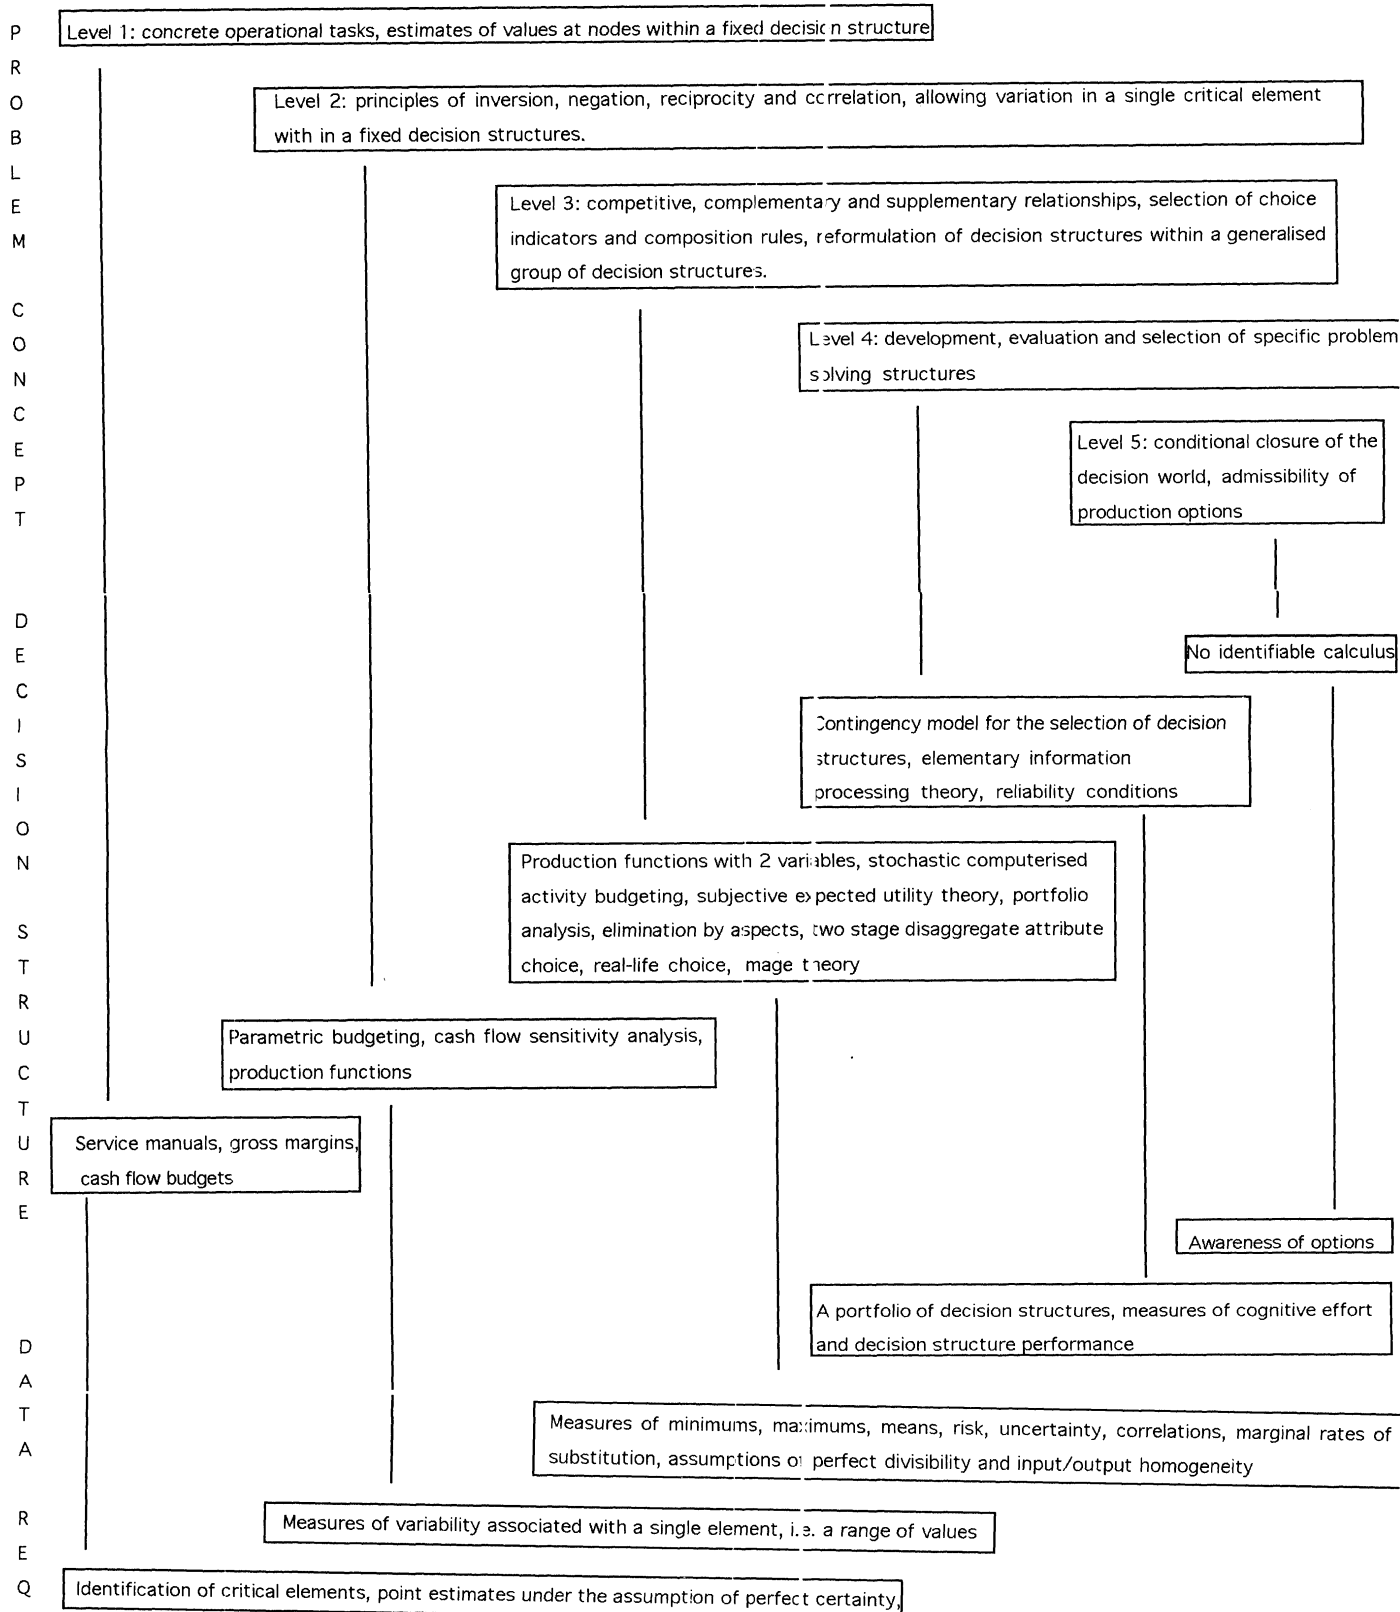 PROBLEM CONCEPT
Level 1: concrete operational tasks, estimates of values at nodes within a fixed decision structure
Level 2: principles of inversion, negation, reciprocity and correlation, allowing variation in a single critical element
with in a fixed decision structures.
Level 3: competitive, complementary and supplementary relationships, selection of choice
indicators and composition rules, reformulation of decision structures within a generalised
group of decision structures.
Level 4: development, evaluation and selection of specific problem
solving structures
Level 5: conditional closure of the
decision world, admissibility of
production options
DECISION STRUCTURE
No identifiable calculus
Contingency model for the selection of decision
structures, elementary information
processing theory, reliability conditions
Production functions with 2 variables, stochastic computerised
activity budgeting, subjective expected utility theory, portfolio
analysis, elimination by aspects, two stage disaggregate attribute
choice, real-life choice, mage theory
Parametric budgeting, cash flow sensitivity analysis,
production functions
Service manuals, gross margins,
cash flow budgets
DATA REQ
Awareness of options
A portfolio of decision structures, measures of cognitive effort
and decision structure performance
Measures of minimums, maximums, means, risk, uncertainty, correlations, marginal rates of
substitution, assumptions of perfect divisibility and input/output homogeneity
Measures of variability associated with a single element, i.e. a range of values
Identification of critical elements, point estimates under the assumption of perfect certainty,